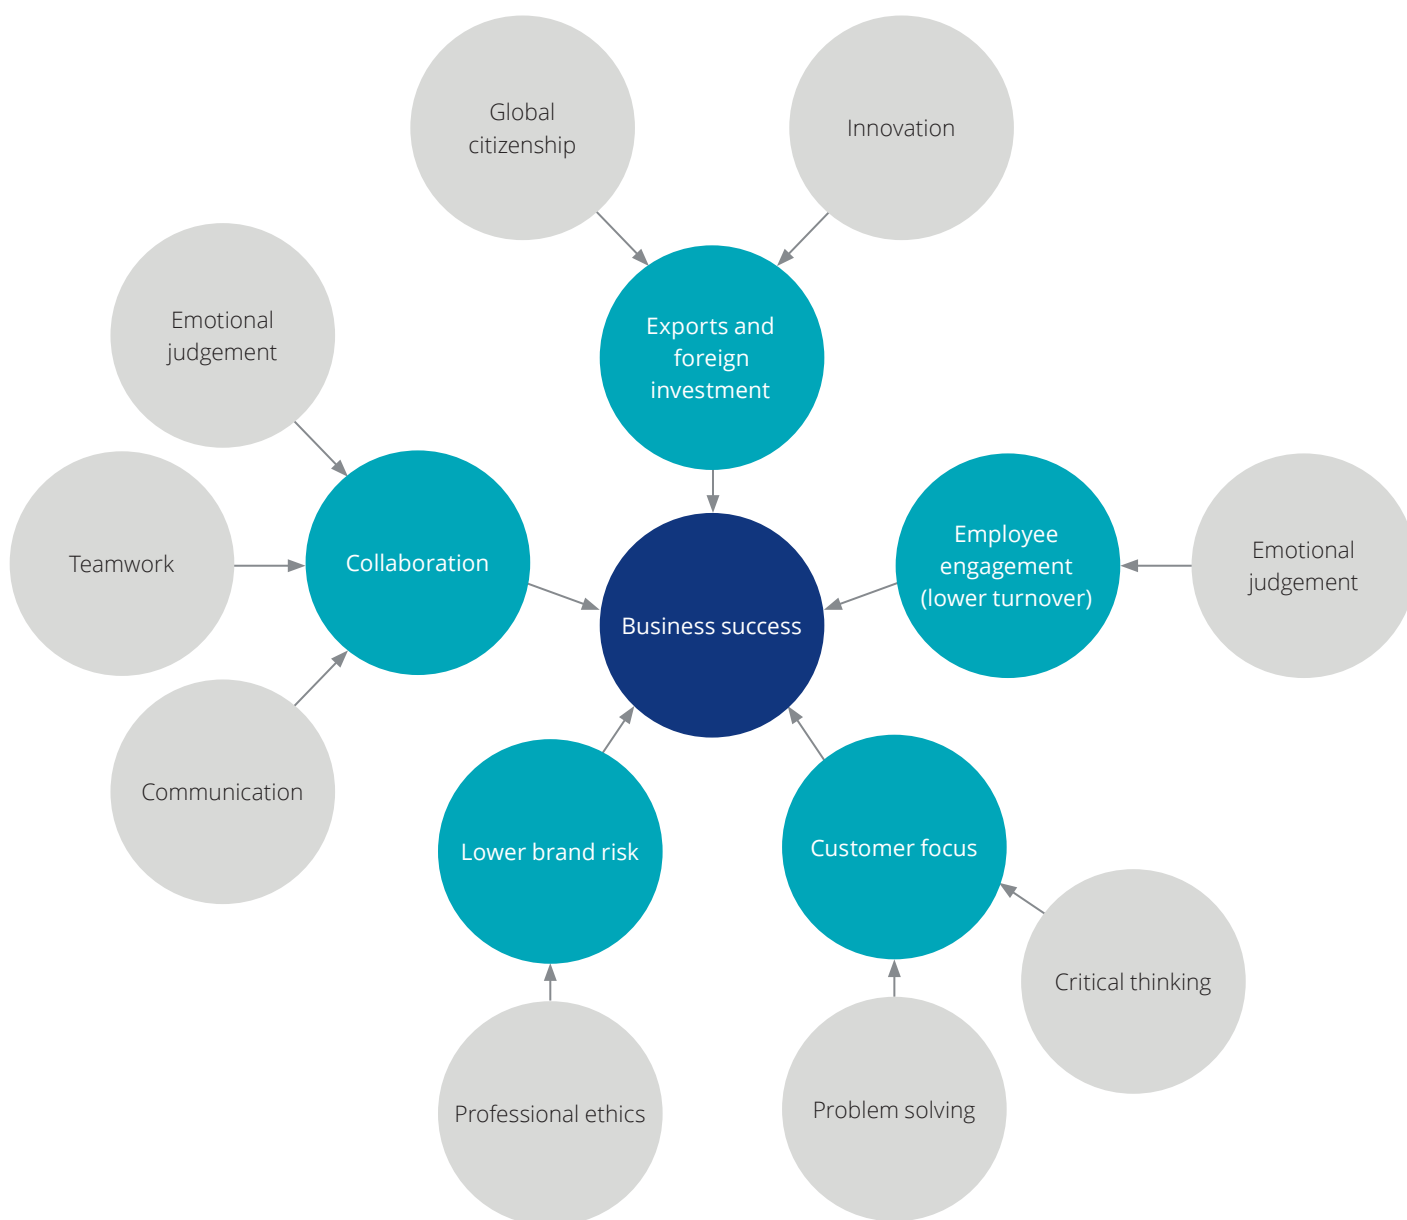 Global
citizenship
Innovation
Emotional
judgement
Exports and
foreign
investment
Teamwork
Collaboration
Employee
engagement
(lower turnover)
Emotional
judgement
Business success
Communication
Lower brand risk
Customer focus
Critical thinking
Professional ethics
Problem solving